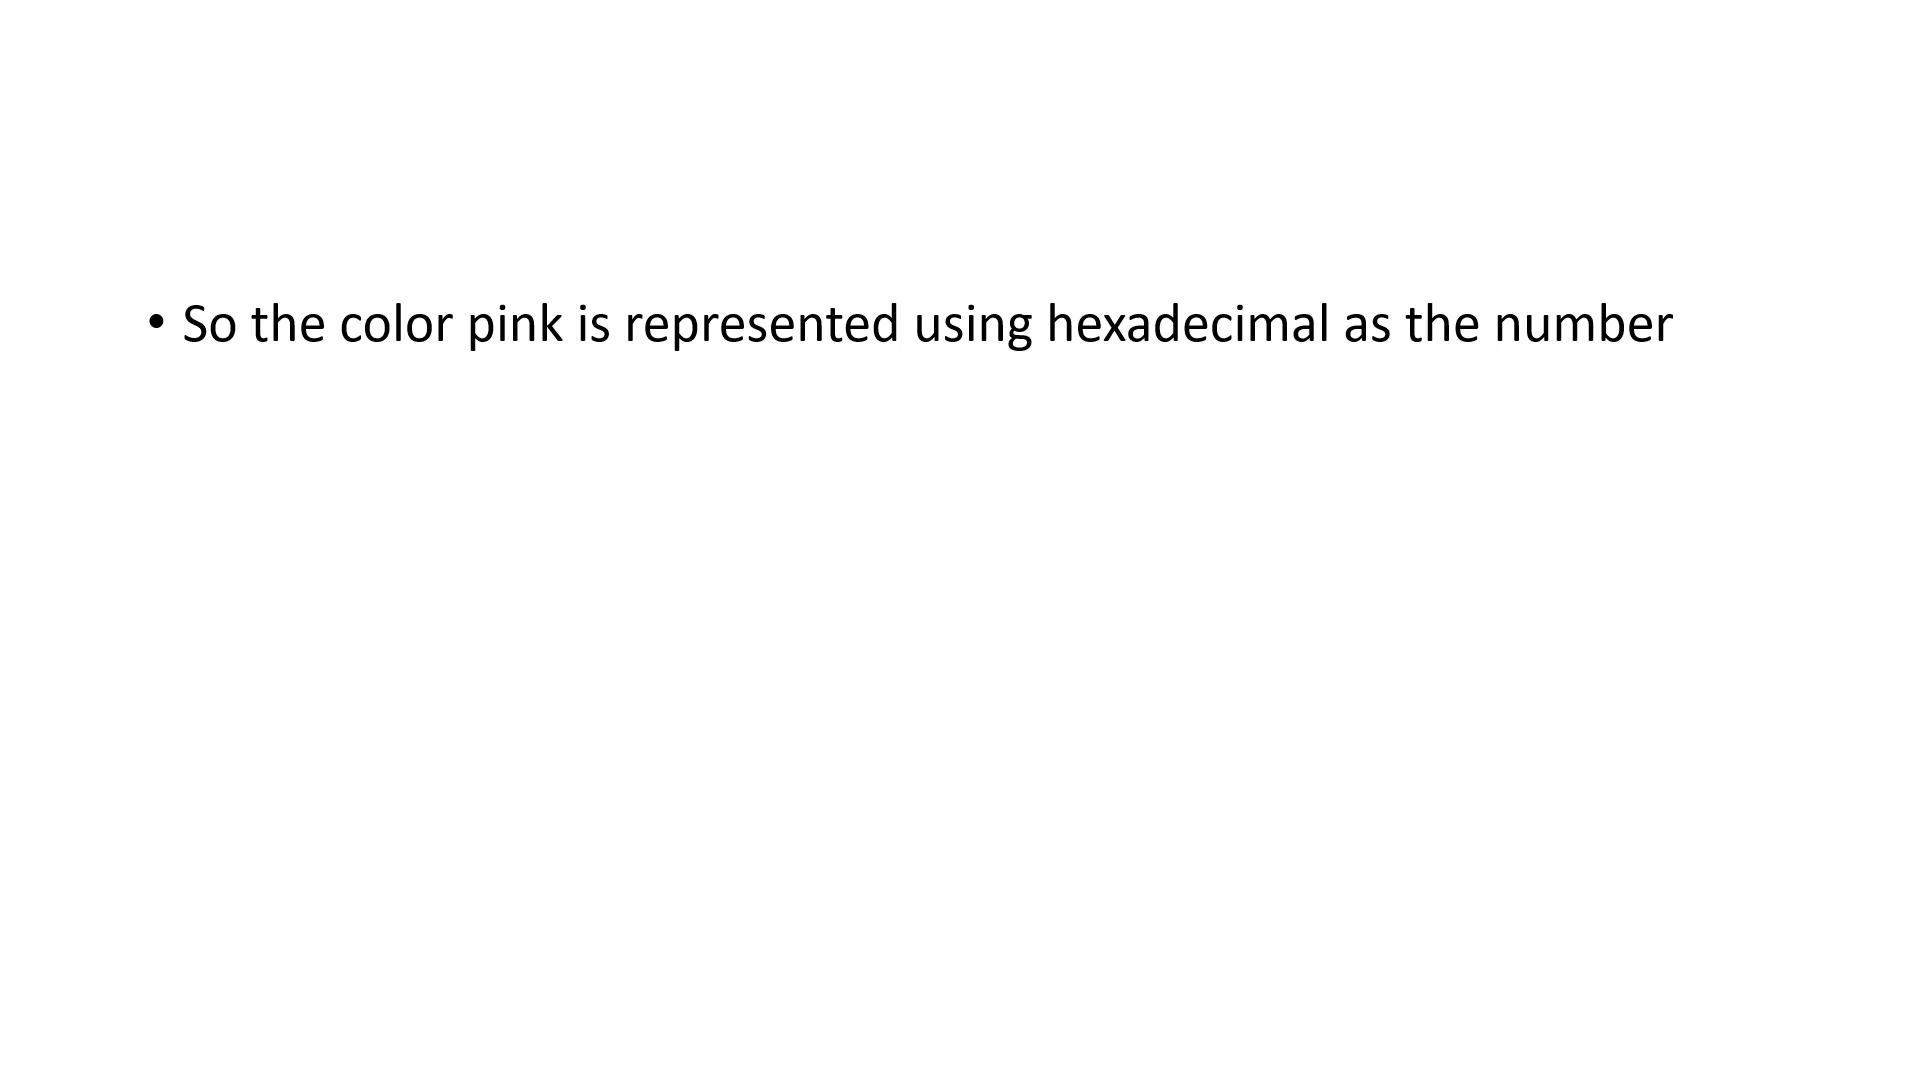 • So the color pink is represented using hexadecimal as the number